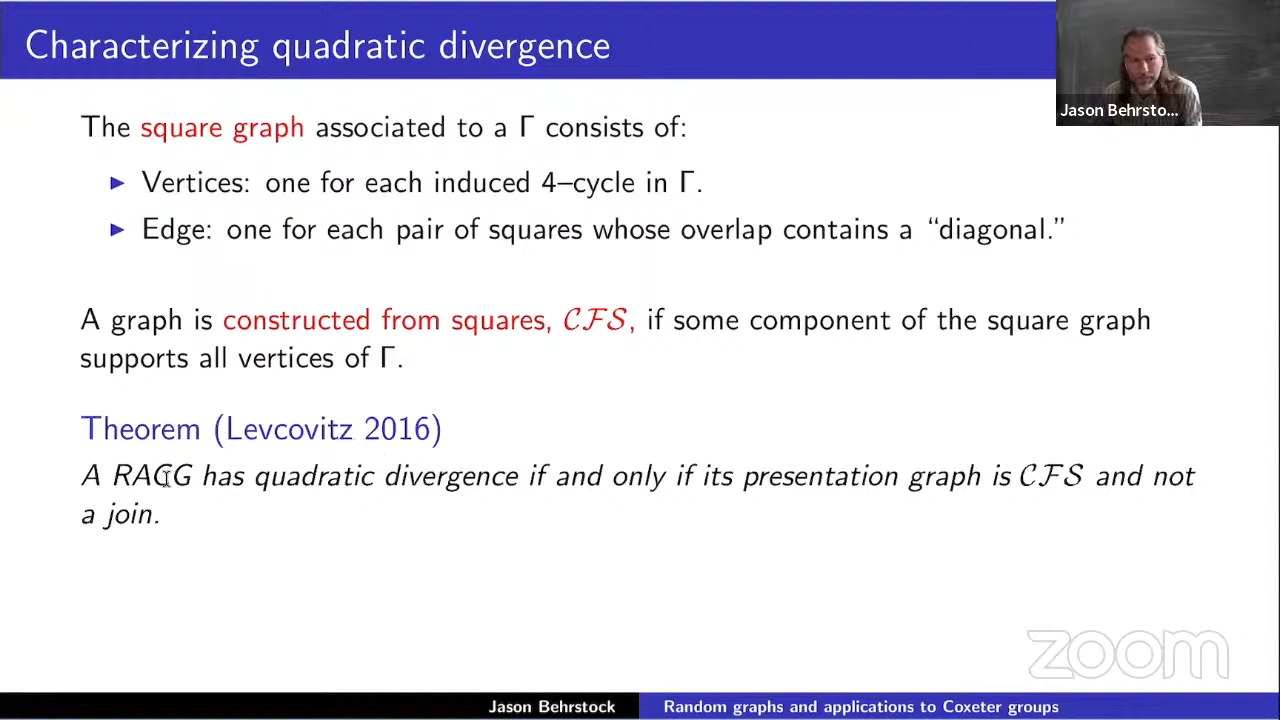 Characterizing quadratic divergence
Jason Behrsto...
The square graph associated to a Γ consists of:
▶ Vertices: one for each induced 4–cycle in Γ.
▶ Edge: one for each pair of squares whose overlap contains a “diagonal.”
A graph is constructed from squares, 𝒞ℱ𝒮, if some component of the square graph
supports all vertices of Γ.
Theorem (Levcovitz 2016)
A RACG has quadratic divergence if and only if its presentation graph is 𝒞ℱ𝒮 and not
a join.
zoom
Jason Behrstock
Random graphs and applications to Coxeter groups